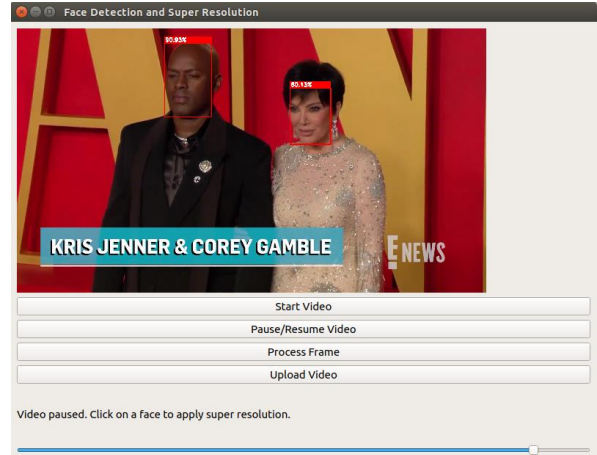 Face Detection and Super Resolution
90.93%
80.13%
KRIS JENNER & COREY GAMBLE
E NEWS
Start Video
Pause/Resume Video
Process Frame
Upload Video
Video paused. Click on a face to apply super resolution.